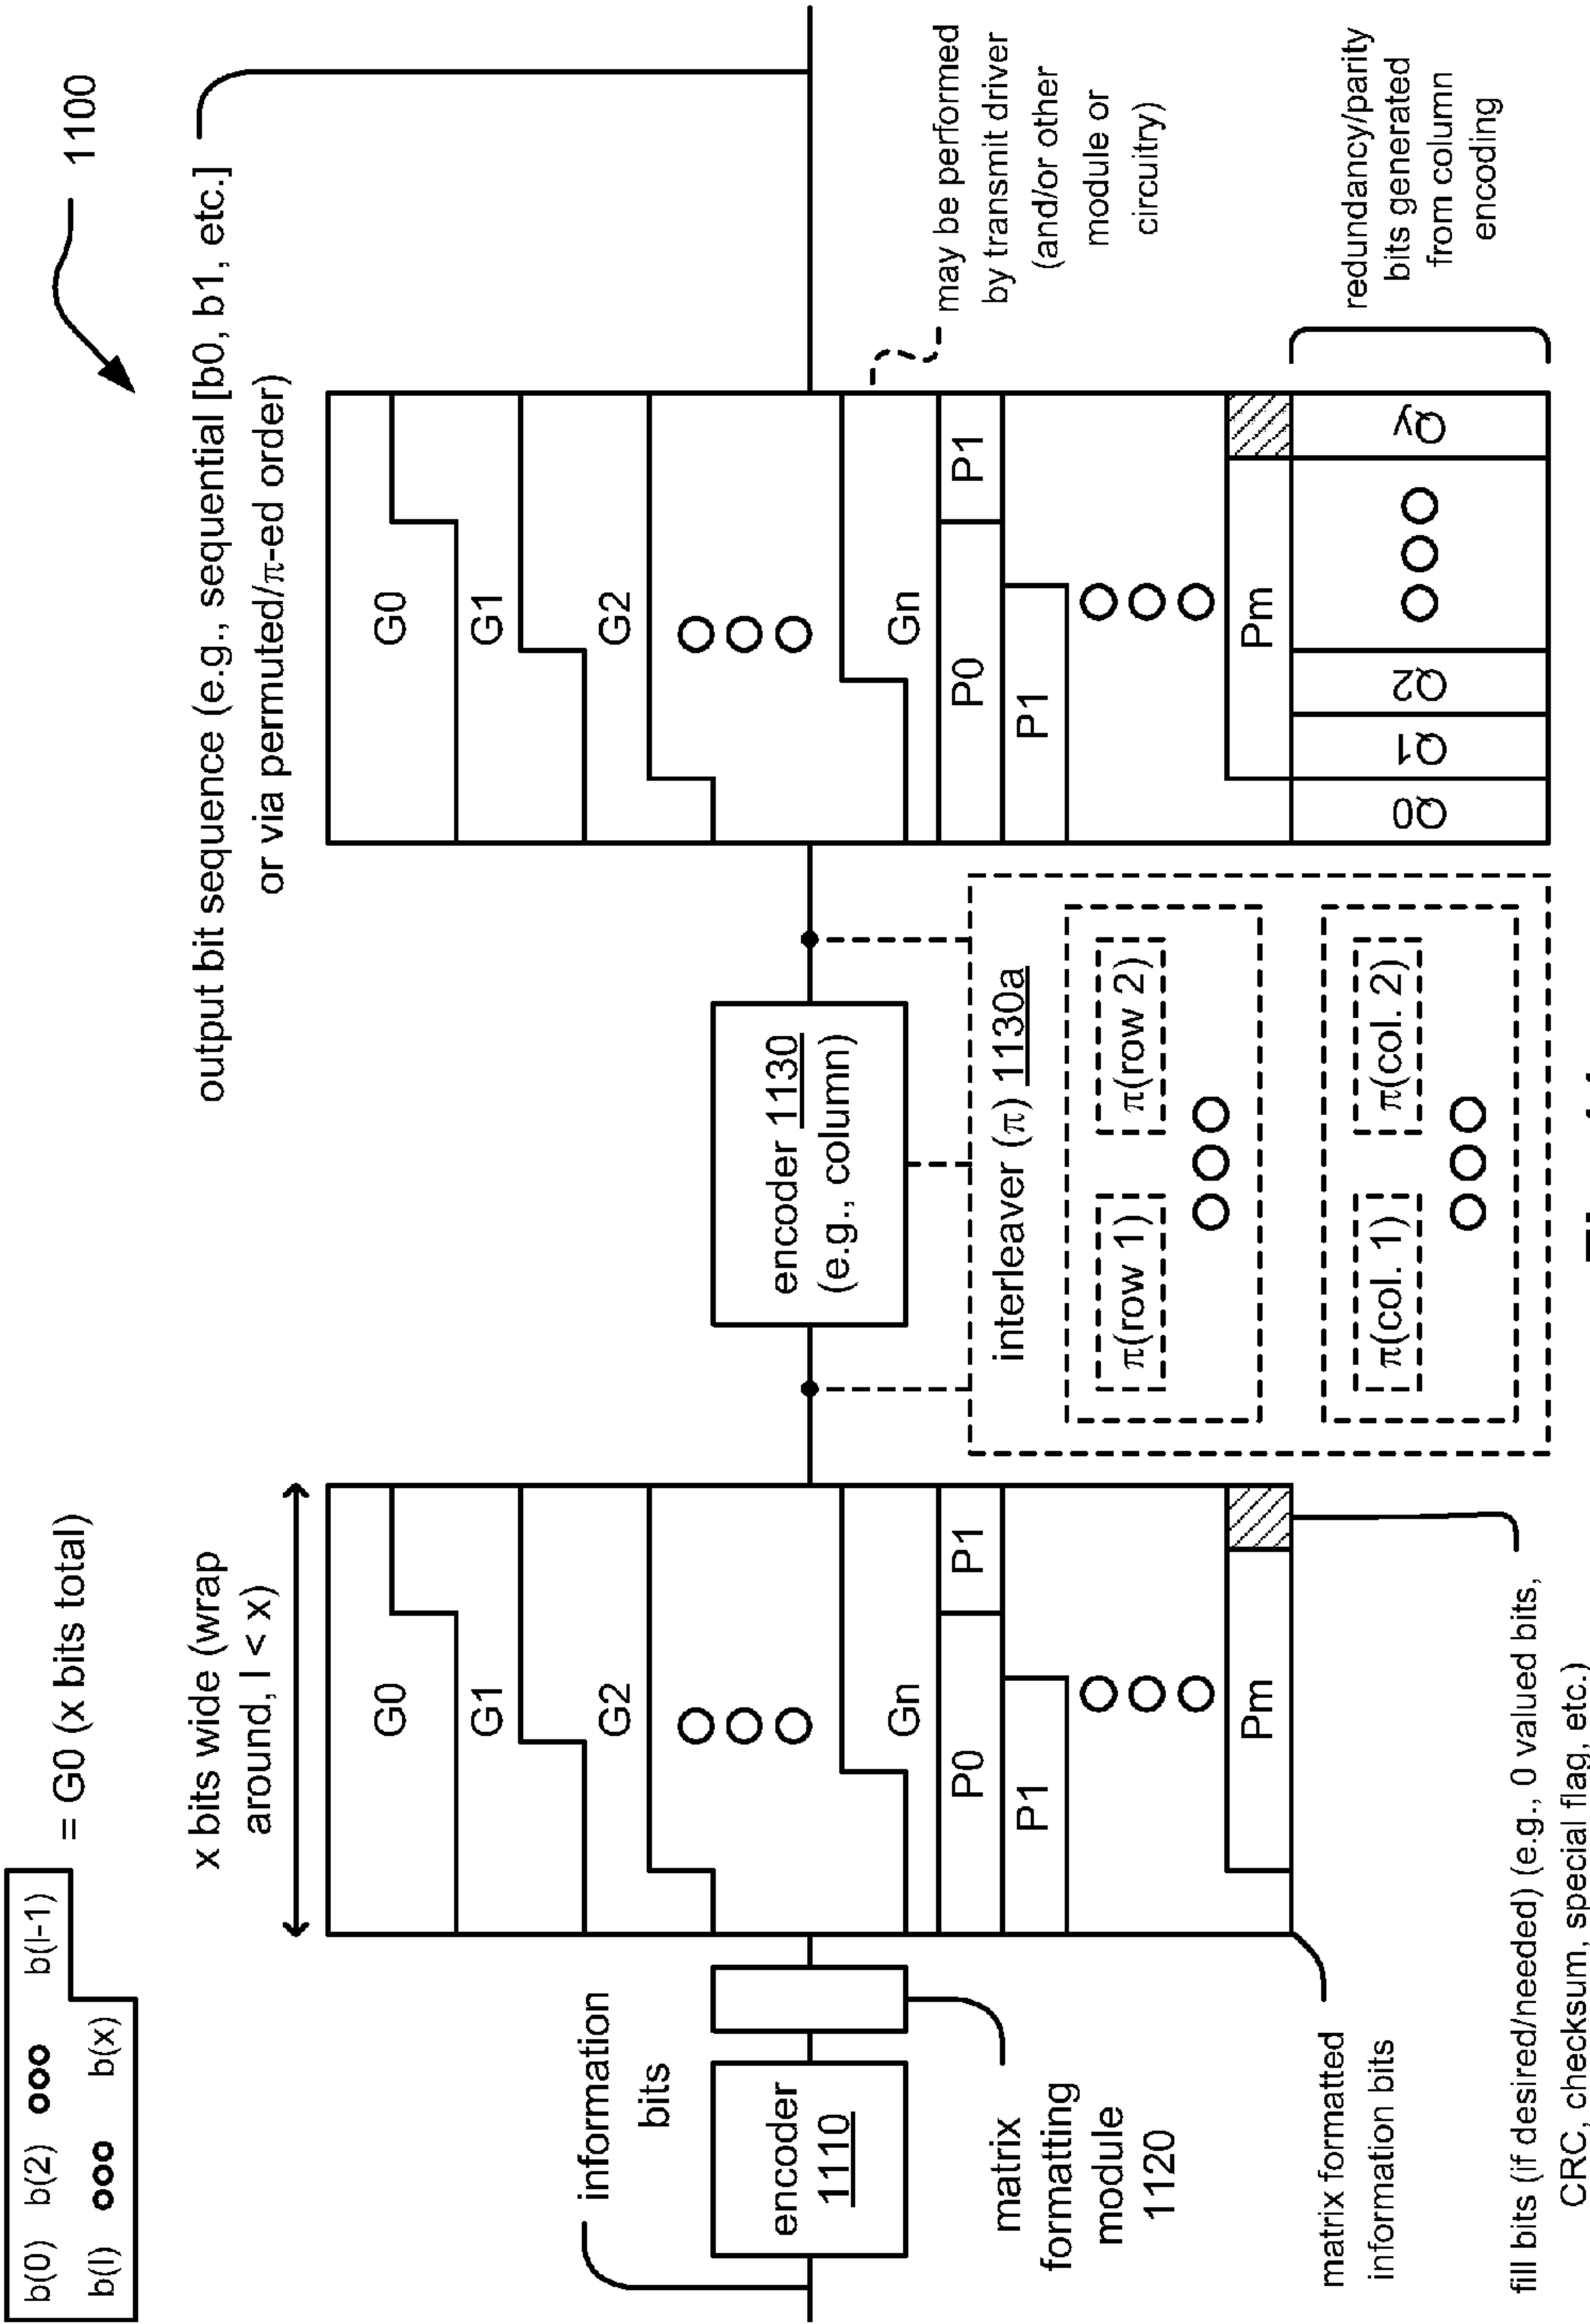 1100
b(0) b(2) b(l-1)
b(l) b(x)
= G0 (x bits total)
x bits wide (wrap
around, l < x)
output bit sequence (e.g., sequential [b0, b1, etc.]
or via permuted/π-ed order)
information
bits
encoder
1110
matrix
formatting
module
1120
G0
G1
G2
Gn
P0 P1
P1
Pm
matrix formatted
information bits
fill bits (if desired/needed) (e.g., 0 valued bits,
CRC, checksum, special flag, etc.)
encoder 1130
(e.g., column)
interleaver (π) 1130a
π(row 1) π(row 2)
π(col. 1) π(col. 2)
G0
G1
G2
Gn
P0 P1
P1
Pm
Q0 Q1 Q2 Qy
may be performed
by transmit driver
(and/or other
module or
circuitry)
redundancy/parity
bits generated
from column
encoding